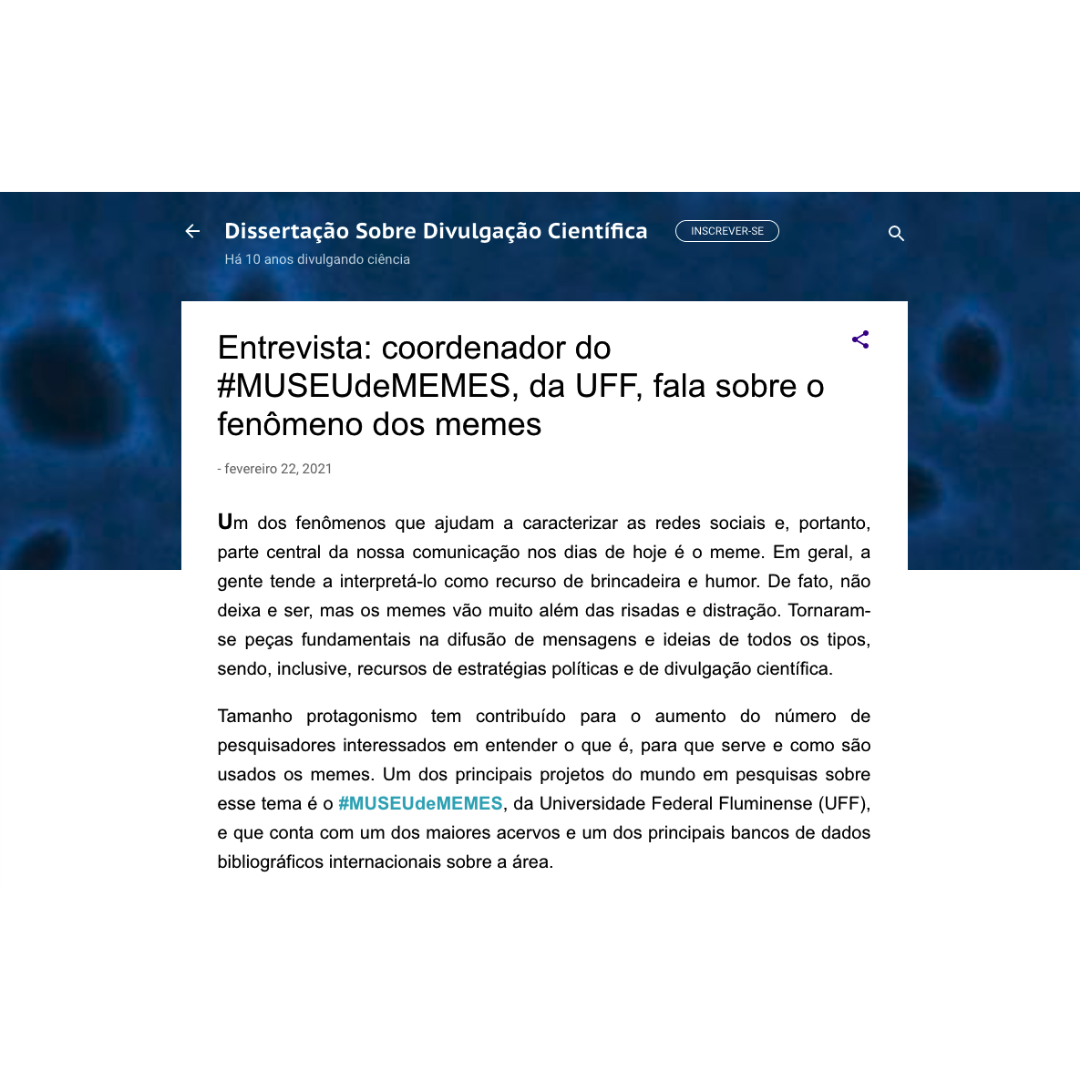 Dissertação Sobre Divulgação Científica
INSCREVER-SE
Há 10 anos divulgando ciência
Entrevista: coordenador do
#MUSEUdeMEMES, da UFF, fala sobre o
fenômeno dos memes
- fevereiro 22, 2021
Um dos fenômenos que ajudam a caracterizar as redes sociais e, portanto,
parte central da nossa comunicação nos dias de hoje é o meme. Em geral, a
gente tende a interpretá-lo como recurso de brincadeira e humor. De fato, não
deixa e ser, mas os memes vão muito além das risadas e distração. Tornaram-
se peças fundamentais na difusão de mensagens e ideias de todos os tipos,
sendo, inclusive, recursos de estratégias políticas e de divulgação científica.
Tamanho protagonismo tem contribuído para o aumento do número de
pesquisadores interessados em entender o que é, para que serve e como são
usados os memes. Um dos principais projetos do mundo em pesquisas sobre
esse tema é o #MUSEUdeMEMES, da Universidade Federal Fluminense (UFF),
e que conta com um dos maiores acervos e um dos principais bancos de dados
bibliográficos internacionais sobre a área.